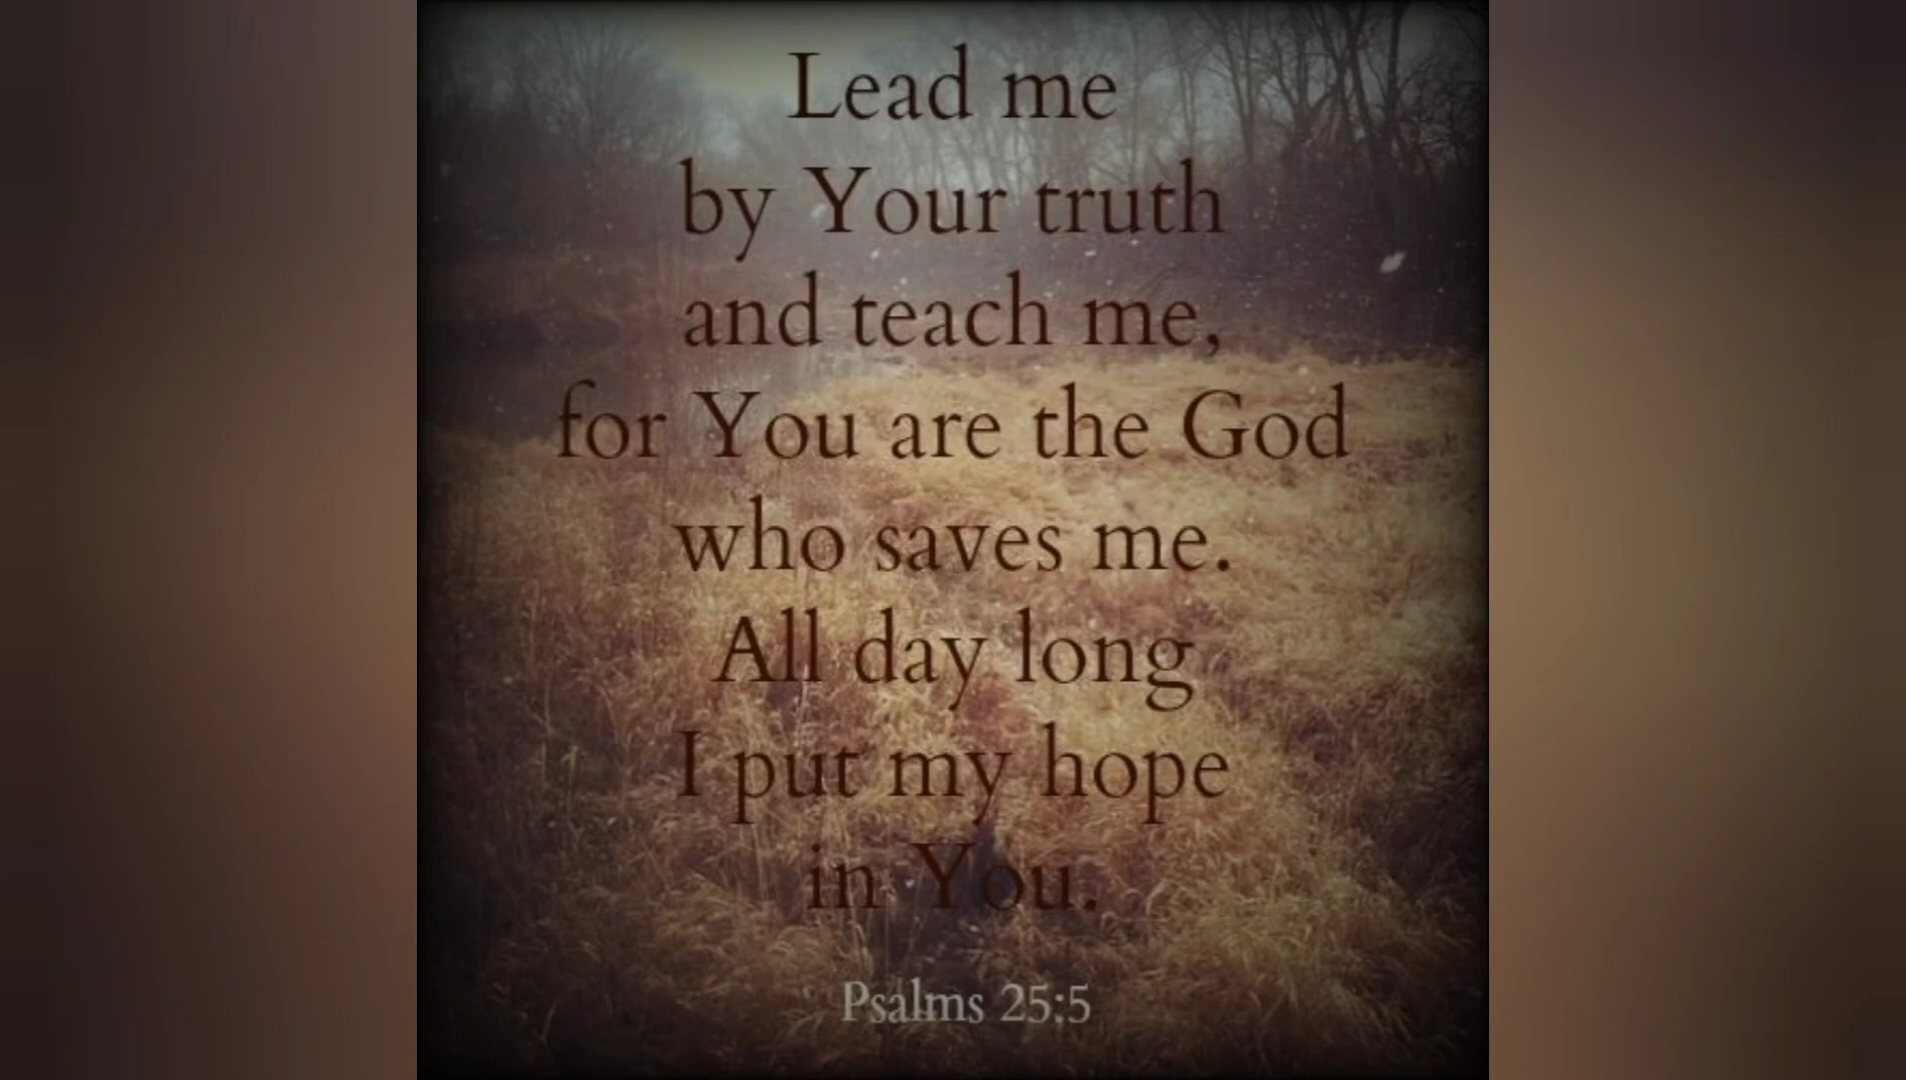 Lead me
by Your truth
and teach me,
for You are the God
who saves me.
All day long
I put my hope
in You.
Psalms 25:5